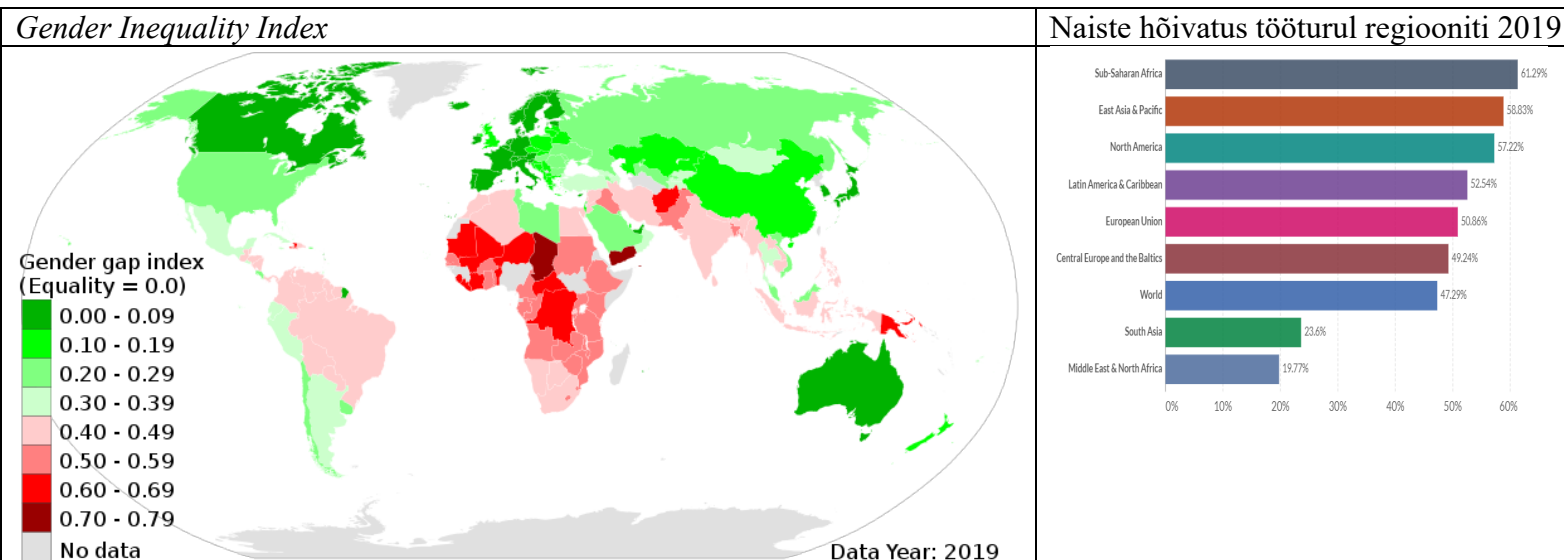 Gender Inequality Index
Gender gap index
(Equality = 0.0)
0.00 - 0.09
0.10 - 0.19
0.20 - 0.29
0.30 - 0.39
0.40 - 0.49
0.50 - 0.59
0.60 - 0.69
0.70 - 0.79
No data
Data Year: 2019
Naiste hõivatus tööturul regiooniti 2019
Sub-Saharan Africa 61.29%
East Asia & Pacific 58.83%
North America 57.22%
Latin America & Caribbean 52.54%
European Union 50.86%
Central Europe and the Baltics 49.24%
World 47.29%
South Asia 23.6%
Middle East & North Africa 19.77%
0% 10% 20% 30% 40% 50% 60%